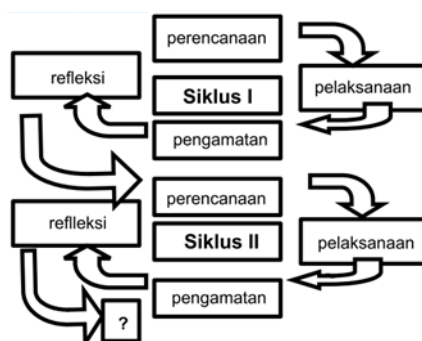 perencanaan
refleksi
Siklus I
pelaksanaan
pengamatan
perencanaan
reflleksi
Siklus II
pelaksanaan
pengamatan
?